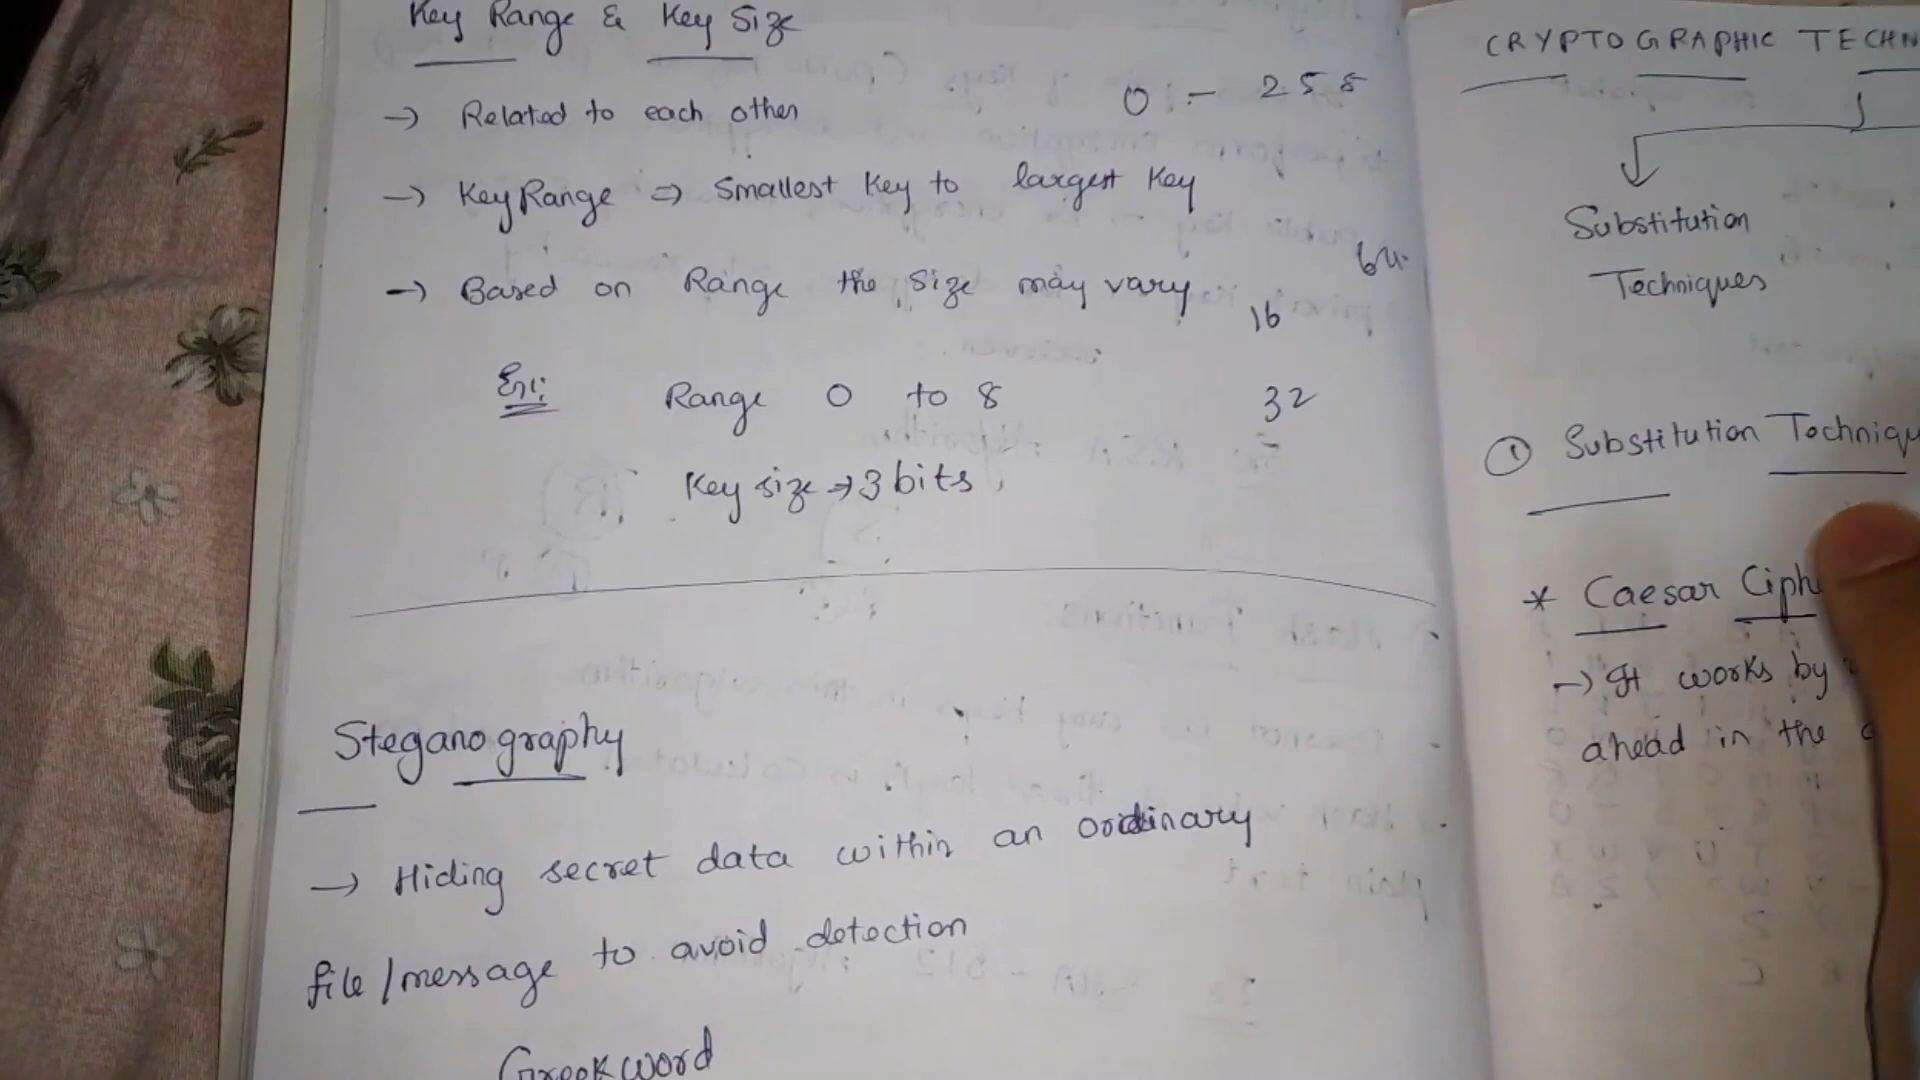 Key Range & Key Size
→ Related to each other
0 - 258
→ Key Range ⇒ Smallest Key to largest Key
→ Based on Range the size may vary
64
16
Ex:
Range 0 to 8
32
Key size → 3 bits
Steganography
→ Hiding secret data within an ordinary
file/message to avoid detection
Greek word
CRYPTOGRAPHIC TECHN
Substitution
Techniques
① Substitution Techniqu
* Caesar Ciph
→ It works by
ahead in the